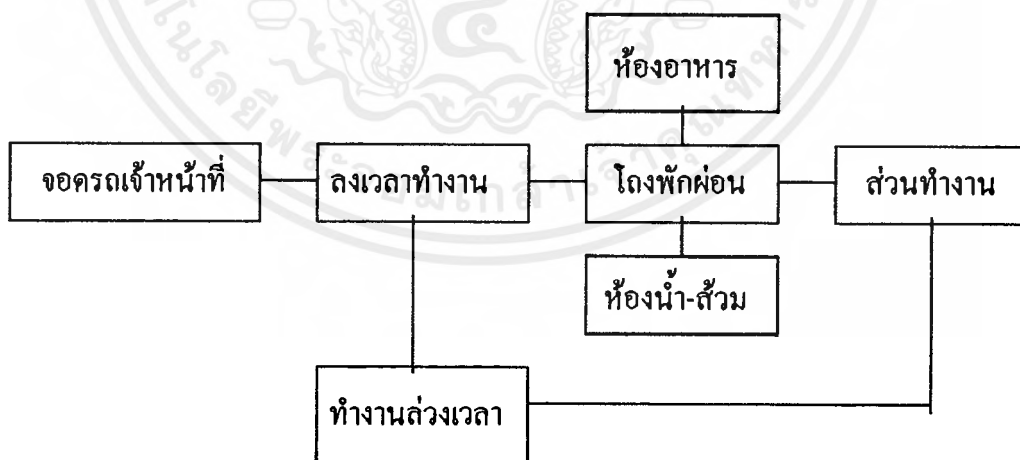 ห้องอาหาร
จอดรถเจ้าหน้าที่
ลงเวลาทำงาน
โถงพักผ่อน
ส่วนทำงาน
ห้องน้ำ-ส้วม
ทำงานล่วงเวลา